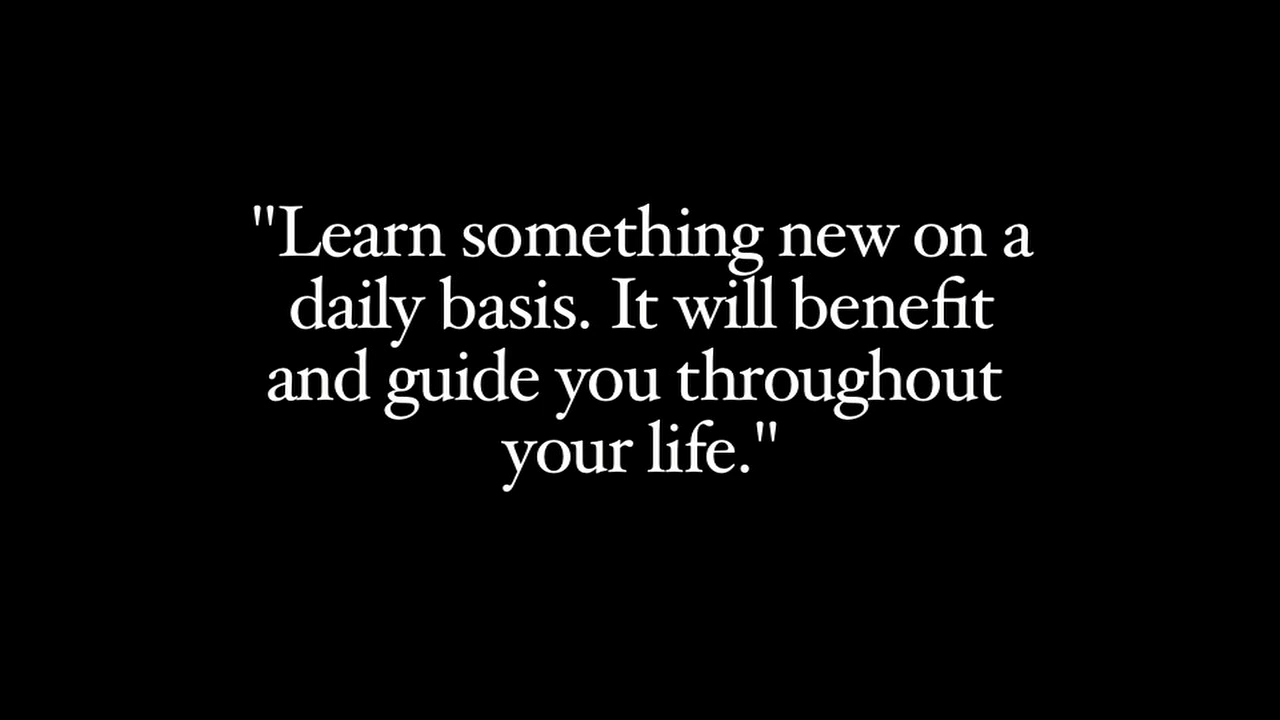 "Learn something new on a
daily basis. It will benefit
and guide you throughout
your life."